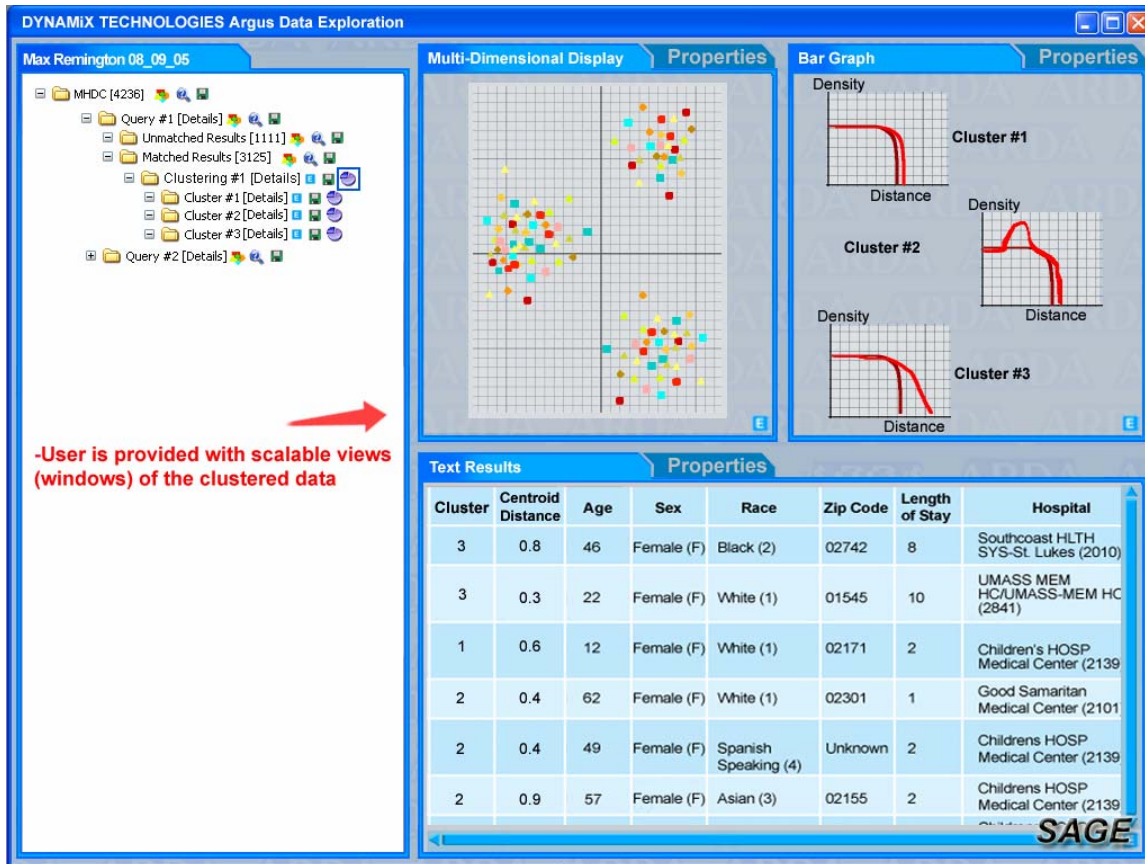 DYNAMiX TECHNOLOGIES Argus Data Exploration
Max Remington 08_09_05
MHDC [4236]
Query #1 [Details]
Unmatched Results [1111]
Matched Results [3125]
Clustering #1 [Details] E
Cluster #1 [Details] E
Cluster #2 [Details] E
Cluster #3 [Details] E
Query #2 [Details]
-User is provided with scalable views
(windows) of the clustered data
Multi-Dimensional Display Properties
E
Bar Graph Properties
Density
Cluster #1
Distance
Density
Cluster #2
Distance
Density
Cluster #3
Distance
E
Text Results Properties
Cluster Centroid Distance Age Sex Race Zip Code Length of Stay Hospital
3 0.8 46 Female (F) Black (2) 02742 8 Southcoast HLTH SYS-St. Lukes (2010)
3 0.3 22 Female (F) White (1) 01545 10 UMASS MEM HC/UMASS-MEM HC (2841)
1 0.6 12 Female (F) White (1) 02171 2 Children's HOSP Medical Center (2139
2 0.4 62 Female (F) White (1) 02301 1 Good Samaritan Medical Center (2101
2 0.4 49 Female (F) Spanish Speaking (4) Unknown 2 Childrens HOSP Medical Center (2139
2 0.9 57 Female (F) Asian (3) 02155 2 Childrens HOSP Medical Center (2139
SAGE